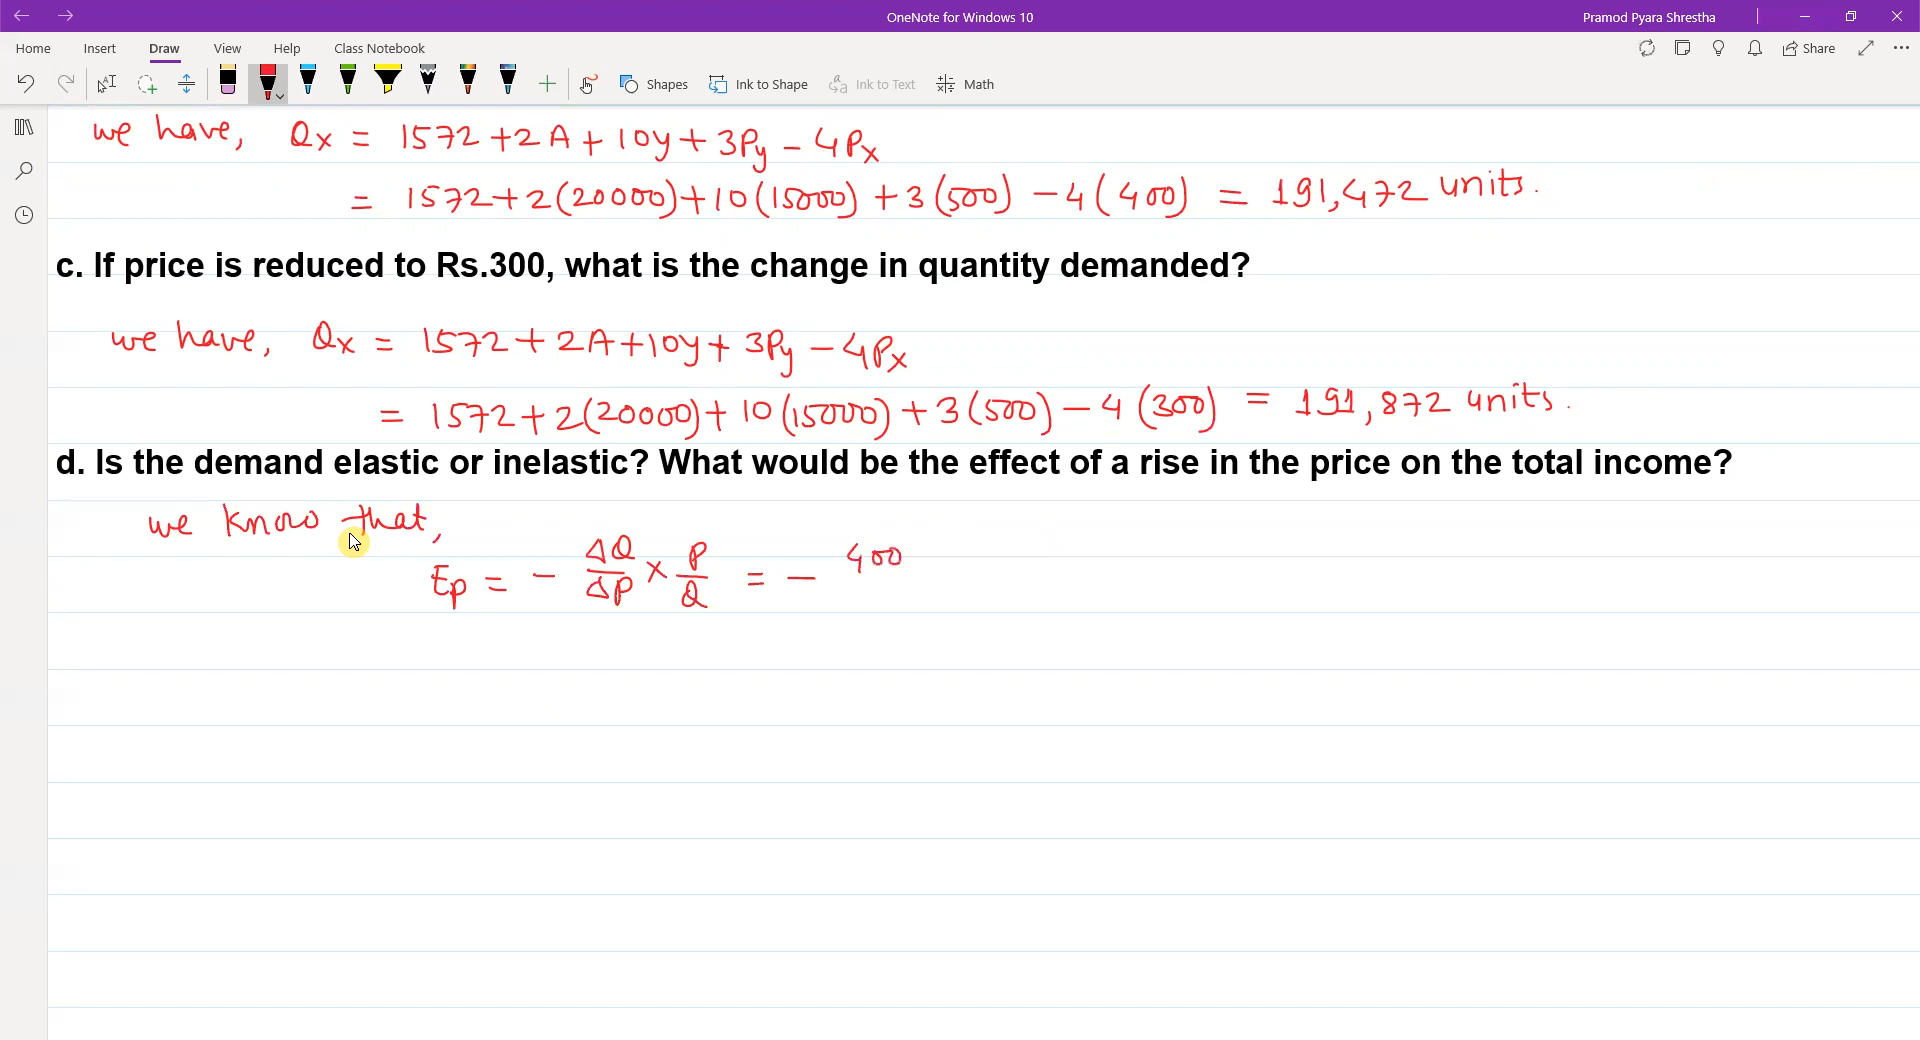 OneNote for Windows 10
Pramod Pyara Shrestha
Home Insert Draw View Help Class Notebook
Share
Shapes Ink to Shape Ink to Text Math
we have, Qx = 1572 + 2A + 10y + 3Py - 4Px
= 1572 + 2(20000) + 10(15000) + 3(500) - 4(400) = 191,472 units.
c. If price is reduced to Rs.300, what is the change in quantity demanded?
we have, Qx = 1572 + 2A + 10y + 3Py - 4Px
= 1572 + 2(20000) + 10(15000) + 3(500) - 4(300) = 191,872 units.
d. Is the demand elastic or inelastic? What would be the effect of a rise in the price on the total income?
we know that,
Ep = - ΔQ/ΔP × P/Q = - 400